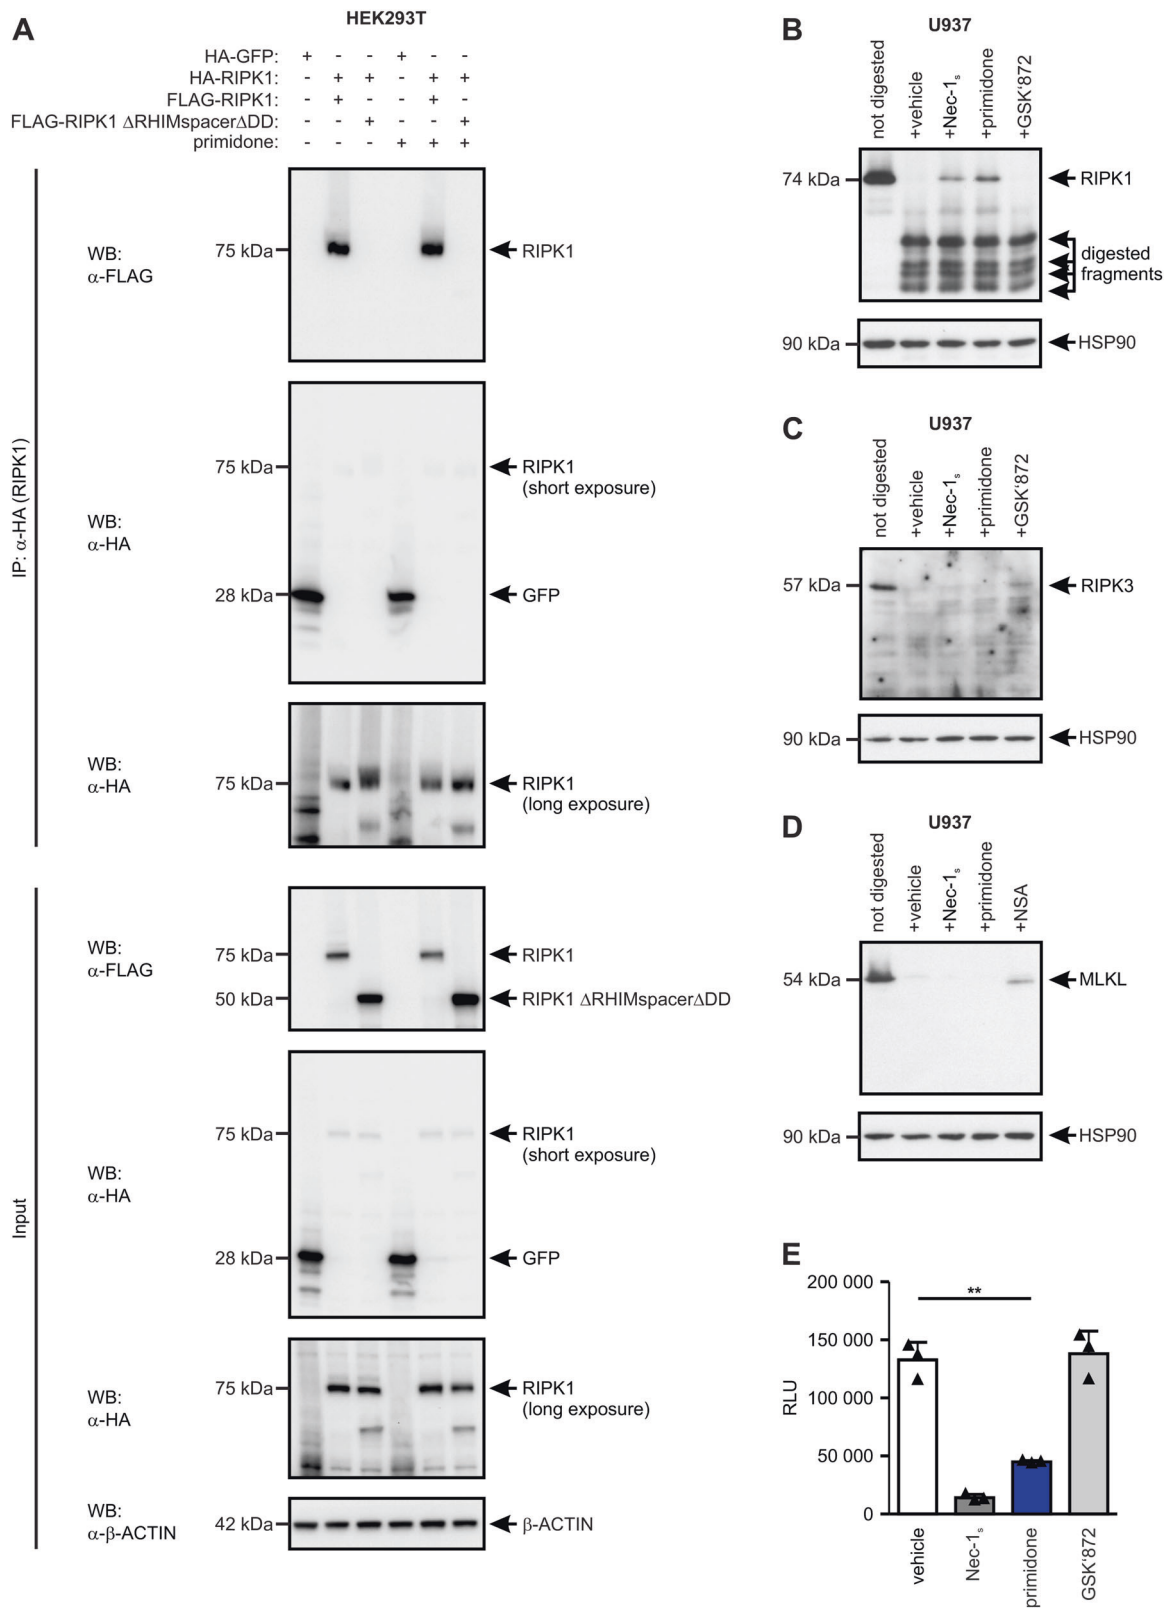 A
HEK293T
HA-GFP: + - - + - -
HA-RIPK1: - + + - + +
FLAG-RIPK1: - + - - + -
FLAG-RIPK1 ΔRHIMspacerΔDD: - - + - - +
primidone: - - - + + +
IP: α-HA (RIPK1)
WB:
α-FLAG
75 kDa
RIPK1
WB:
α-HA
75 kDa
RIPK1
(short exposure)
28 kDa
GFP
WB:
α-HA
75 kDa
RIPK1
(long exposure)
Input
WB:
α-FLAG
75 kDa
RIPK1
50 kDa
RIPK1 ΔRHIMspacerΔDD
WB:
α-HA
75 kDa
RIPK1
(short exposure)
28 kDa
GFP
WB:
α-HA
75 kDa
RIPK1
(long exposure)
WB:
α-β-ACTIN
42 kDa
β-ACTIN
B
U937
not digested
+vehicle
+Nec-1s
+primidone
+GSK'872
74 kDa
RIPK1
digested
fragments
90 kDa
HSP90
C
U937
not digested
+vehicle
+Nec-1s
+primidone
+GSK'872
57 kDa
RIPK3
90 kDa
HSP90
D
U937
not digested
+vehicle
+Nec-1s
+primidone
+NSA
54 kDa
MLKL
90 kDa
HSP90
E
RLU
200 000
150 000
100 000
50 000
0
**
vehicle
Nec-1s
primidone
GSK'872